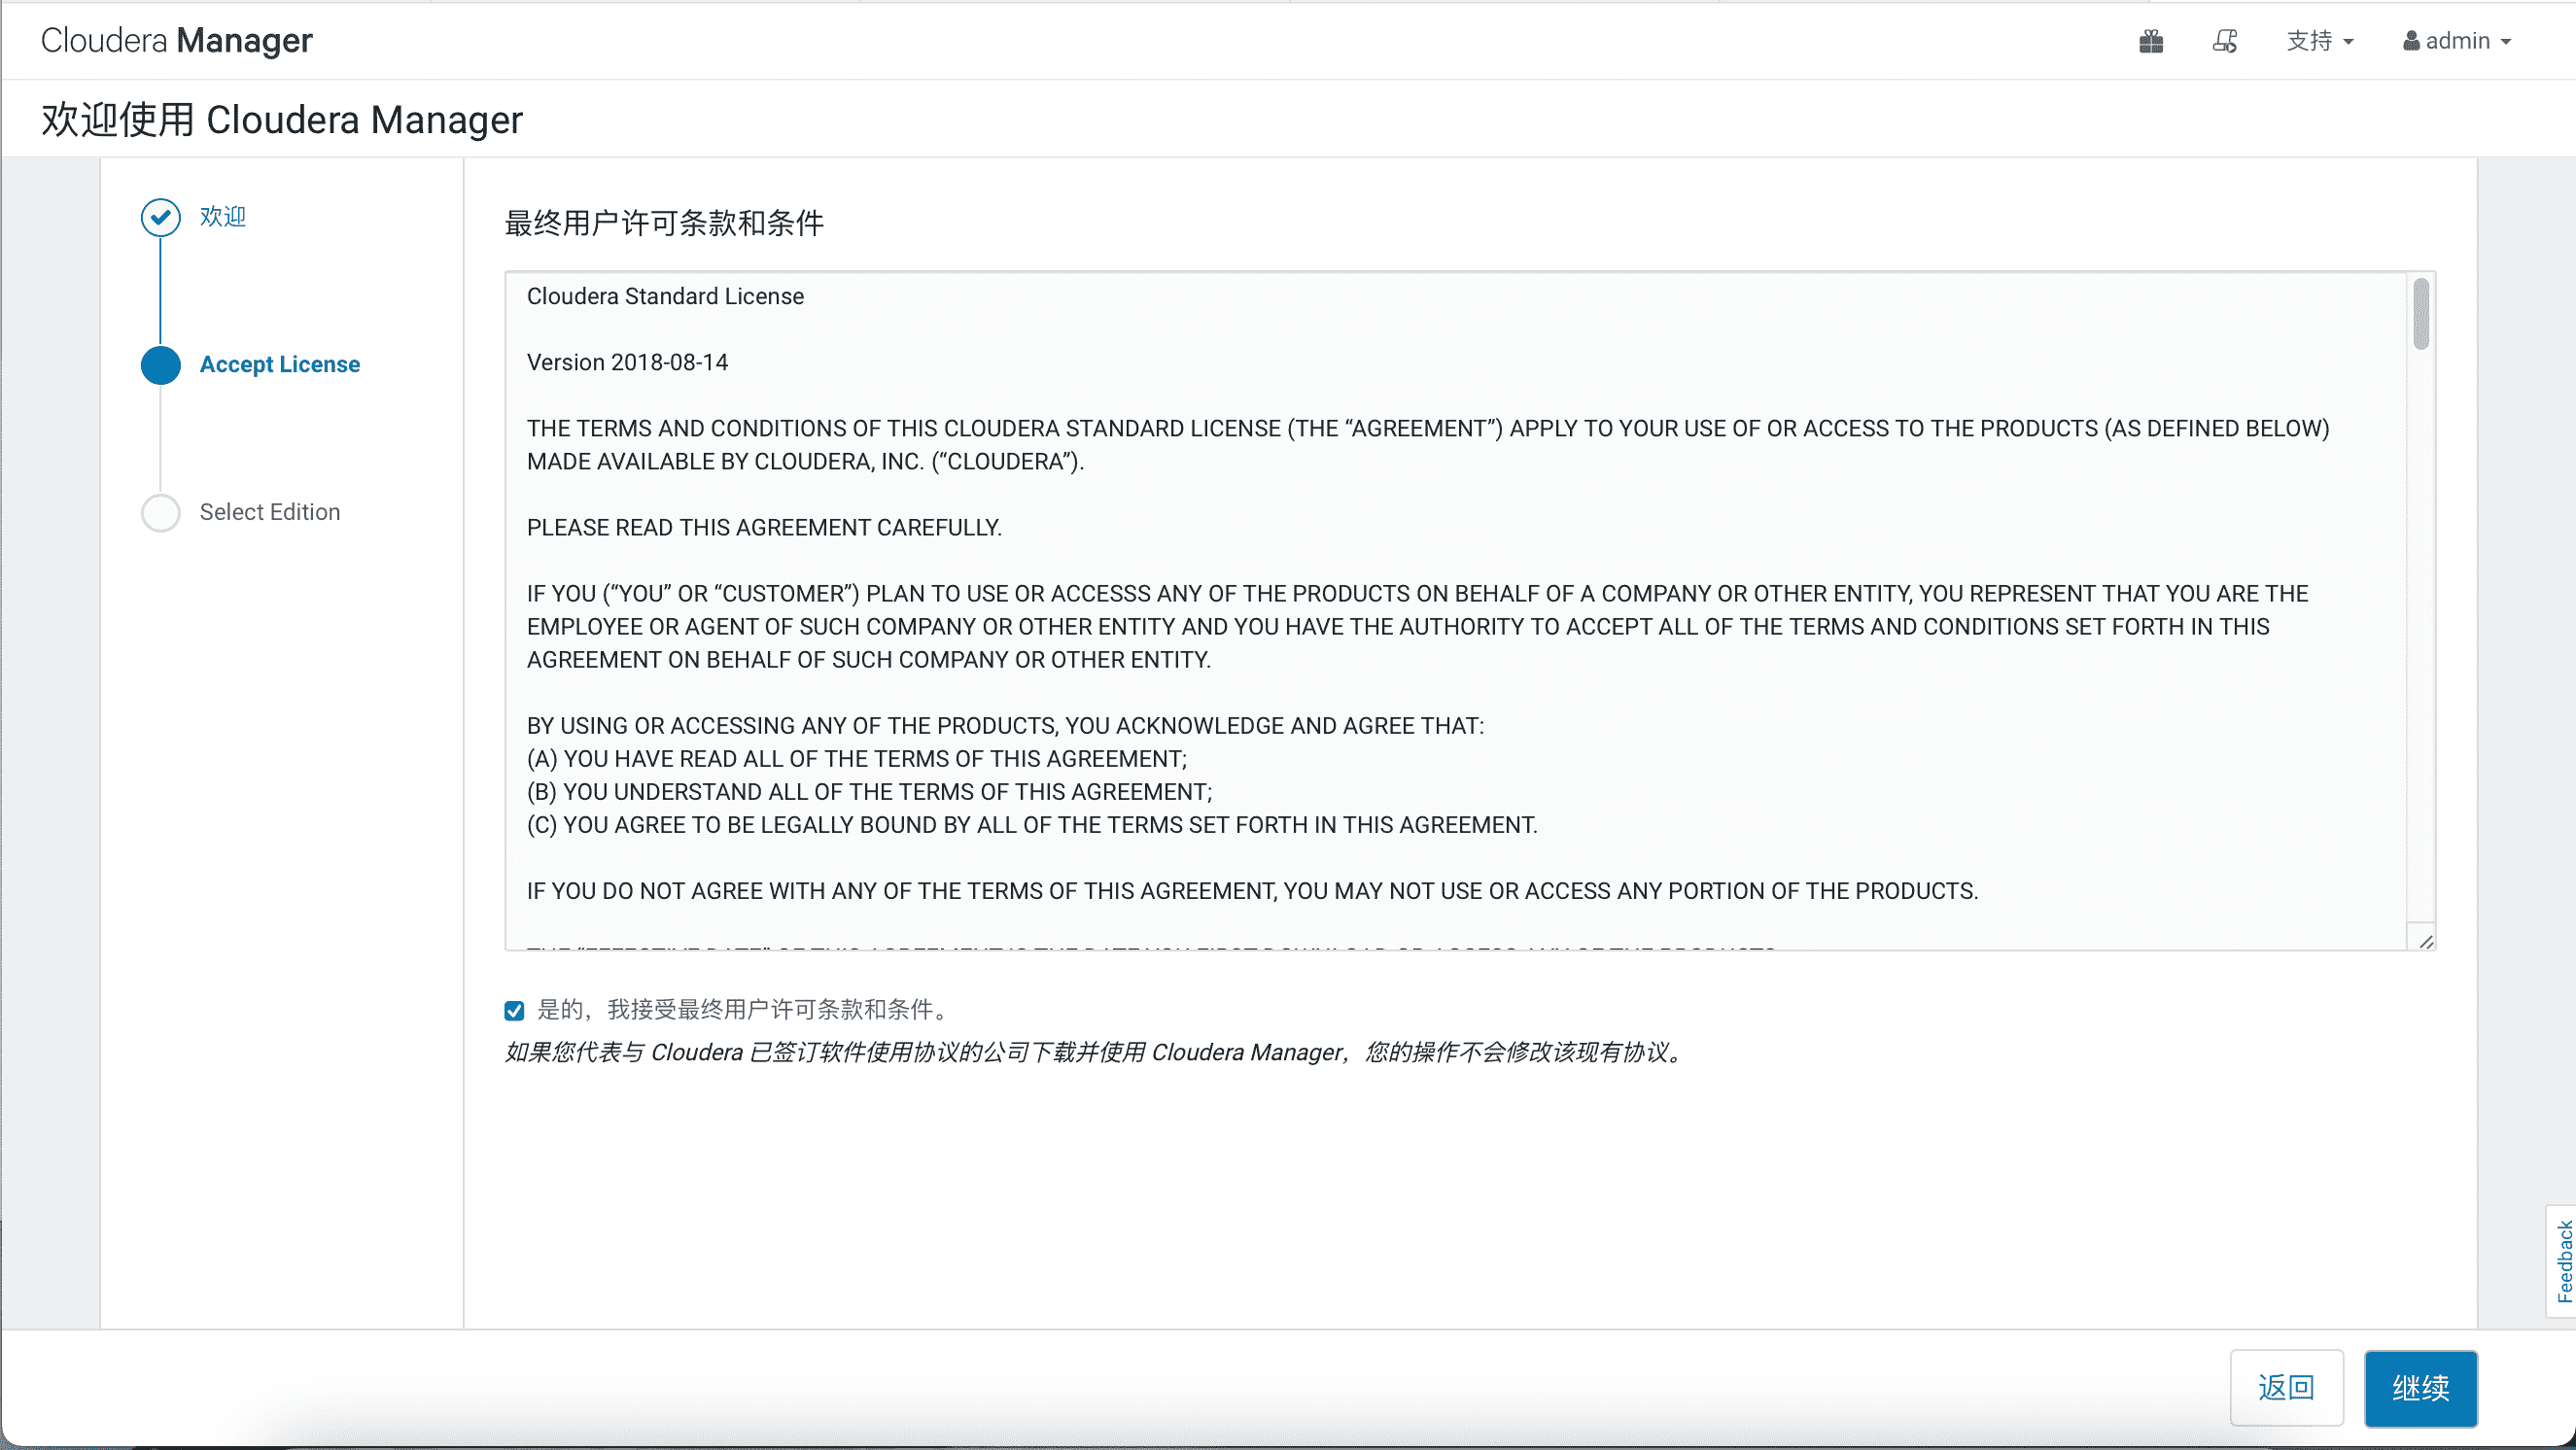 Cloudera Manager
支持
admin
欢迎使用 Cloudera Manager
欢迎
Accept License
Select Edition
最终用户许可条款和条件
Cloudera Standard License
Version 2018-08-14
THE TERMS AND CONDITIONS OF THIS CLOUDERA STANDARD LICENSE (THE “AGREEMENT”) APPLY TO YOUR USE OF OR ACCESS TO THE PRODUCTS (AS DEFINED BELOW)
MADE AVAILABLE BY CLOUDERA, INC. (“CLOUDERA”).
PLEASE READ THIS AGREEMENT CAREFULLY.
IF YOU (“YOU” OR “CUSTOMER”) PLAN TO USE OR ACCESSS ANY OF THE PRODUCTS ON BEHALF OF A COMPANY OR OTHER ENTITY, YOU REPRESENT THAT YOU ARE THE
EMPLOYEE OR AGENT OF SUCH COMPANY OR OTHER ENTITY AND YOU HAVE THE AUTHORITY TO ACCEPT ALL OF THE TERMS AND CONDITIONS SET FORTH IN THIS
AGREEMENT ON BEHALF OF SUCH COMPANY OR OTHER ENTITY.
BY USING OR ACCESSING ANY OF THE PRODUCTS, YOU ACKNOWLEDGE AND AGREE THAT:
(A) YOU HAVE READ ALL OF THE TERMS OF THIS AGREEMENT;
(B) YOU UNDERSTAND ALL OF THE TERMS OF THIS AGREEMENT;
(C) YOU AGREE TO BE LEGALLY BOUND BY ALL OF THE TERMS SET FORTH IN THIS AGREEMENT.
IF YOU DO NOT AGREE WITH ANY OF THE TERMS OF THIS AGREEMENT, YOU MAY NOT USE OR ACCESS ANY PORTION OF THE PRODUCTS.
是的，我接受最终用户许可条款和条件。
如果您代表与 Cloudera 已签订软件使用协议的公司下载并使用 Cloudera Manager，您的操作不会修改该现有协议。
Feedback
返回
继续